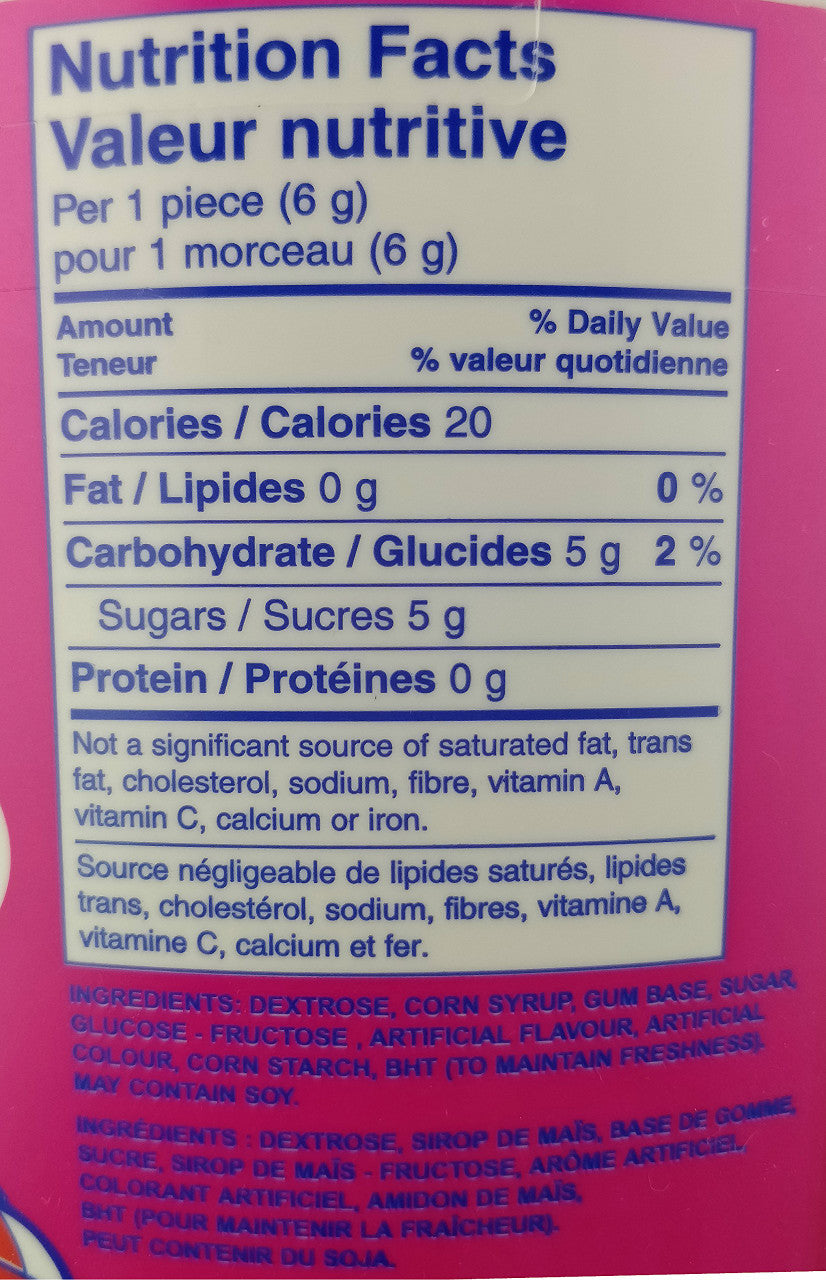 Nutrition Facts
Valeur nutritive
Per 1 piece (6 g)
pour 1 morceau (6 g)
Amount % Daily Value
Teneur % valeur quotidienne
Calories / Calories 20
Fat / Lipides 0 g 0 %
Carbohydrate / Glucides 5 g 2 %
Sugars / Sucres 5 g
Protein / Protéines 0 g
Not a significant source of saturated fat, trans
fat, cholesterol, sodium, fibre, vitamin A,
vitamin C, calcium or iron.
Source négligeable de lipides saturés, lipides
trans, cholestérol, sodium, fibres, vitamine A,
vitamine C, calcium et fer.
INGREDIENTS: DEXTROSE, CORN SYRUP, GUM BASE, SUGAR,
GLUCOSE - FRUCTOSE , ARTIFICIAL FLAVOUR, ARTIFICIAL
COLOUR, CORN STARCH, BHT (TO MAINTAIN FRESHNESS).
MAY CONTAIN SOY.
INGRÉDIENTS : DEXTROSE, SIROP DE MAÏS, BASE DE GOMME,
SUCRE, SIROP DE MAÏS - FRUCTOSE, ARÔME ARTIFICIEL,
COLORANT ARTIFICIEL, AMIDON DE MAÏS,
BHT (POUR MAINTENIR LA FRAÎCHEUR).
PEUT CONTENIR DU SOJA.